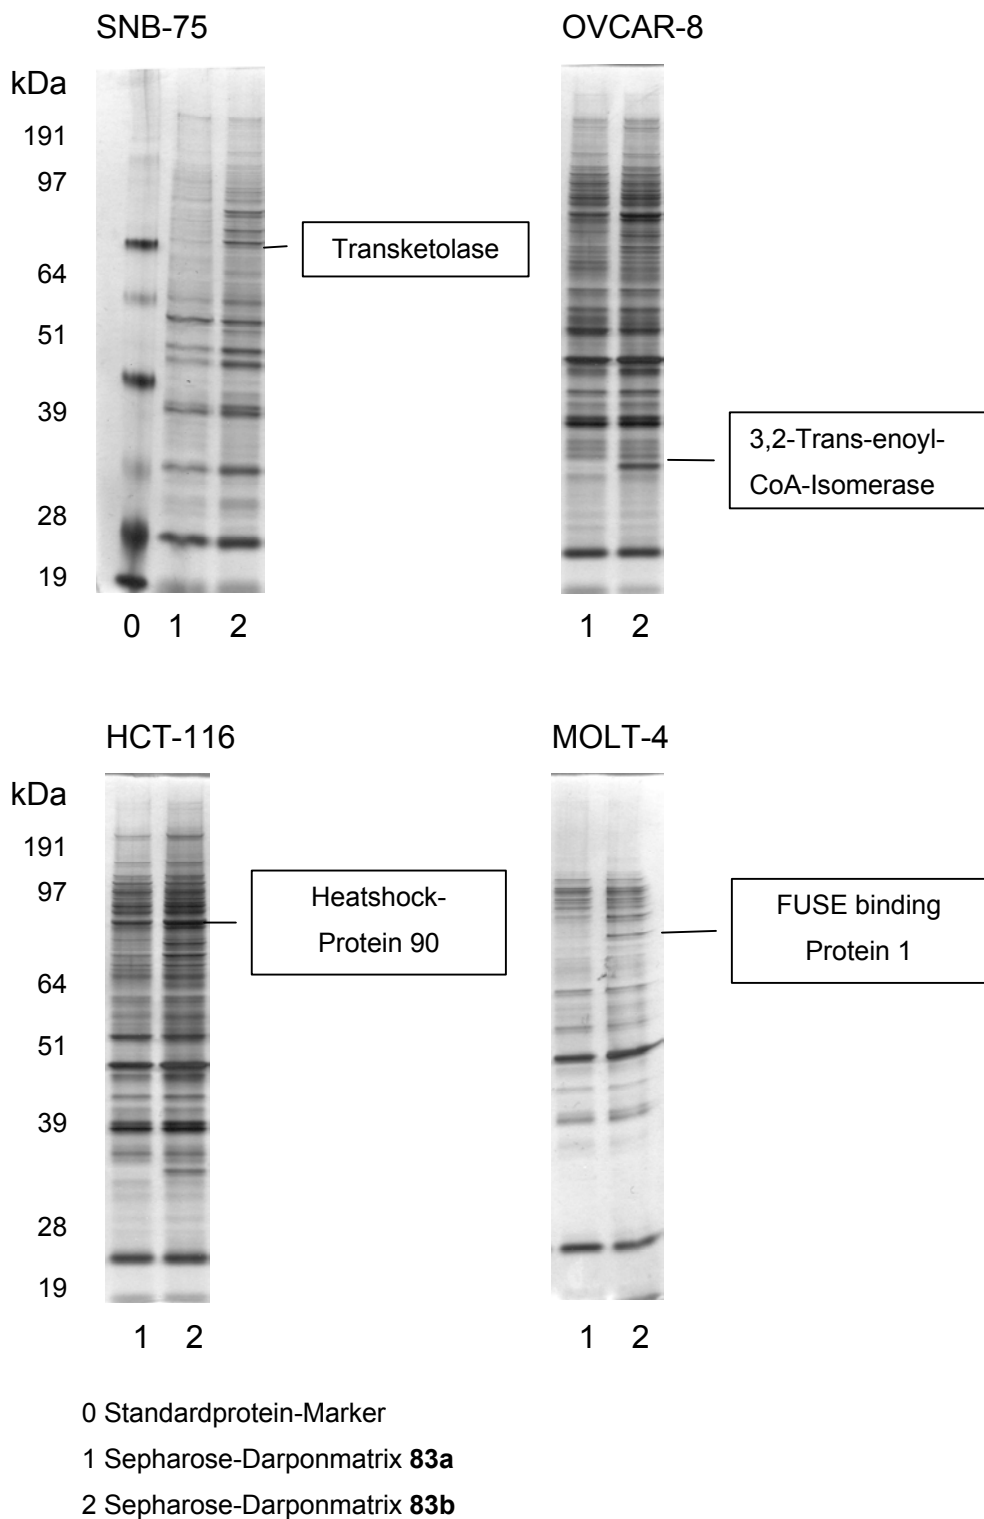 SNB-75
OVCAR-8
kDa
191
97
64
51
39
28
19
Transketolase
3,2-Trans-enoyl-
CoA-Isomerase
0 1 2
1 2
HCT-116
MOLT-4
kDa
191
97
64
51
39
28
19
Heatshock-
Protein 90
FUSE binding
Protein 1
1 2
1 2
0 Standardprotein-Marker
1 Sepharose-Darponmatrix 83a
2 Sepharose-Darponmatrix 83b